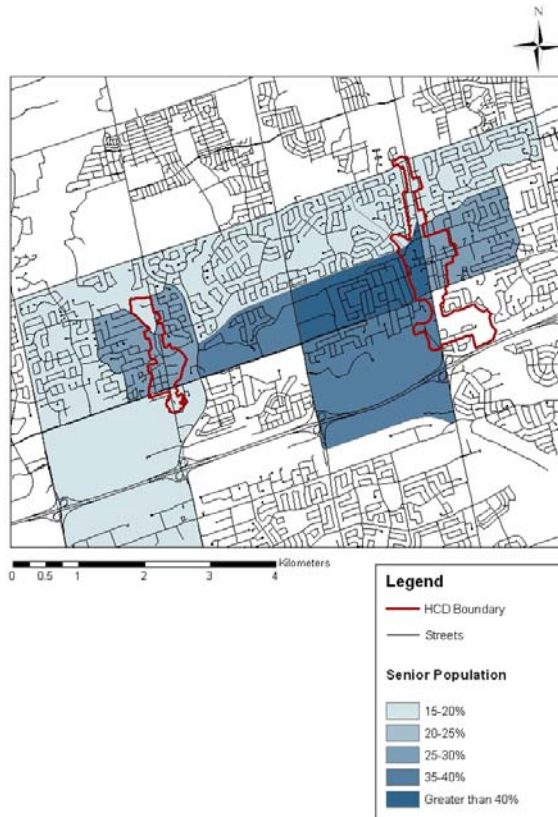 N
Kilometers
0 0.5 1 2 3 4
Legend
HCD Boundary
Streets
Senior Population
15-20%
20-25%
25-30%
35-40%
Greater than 40%